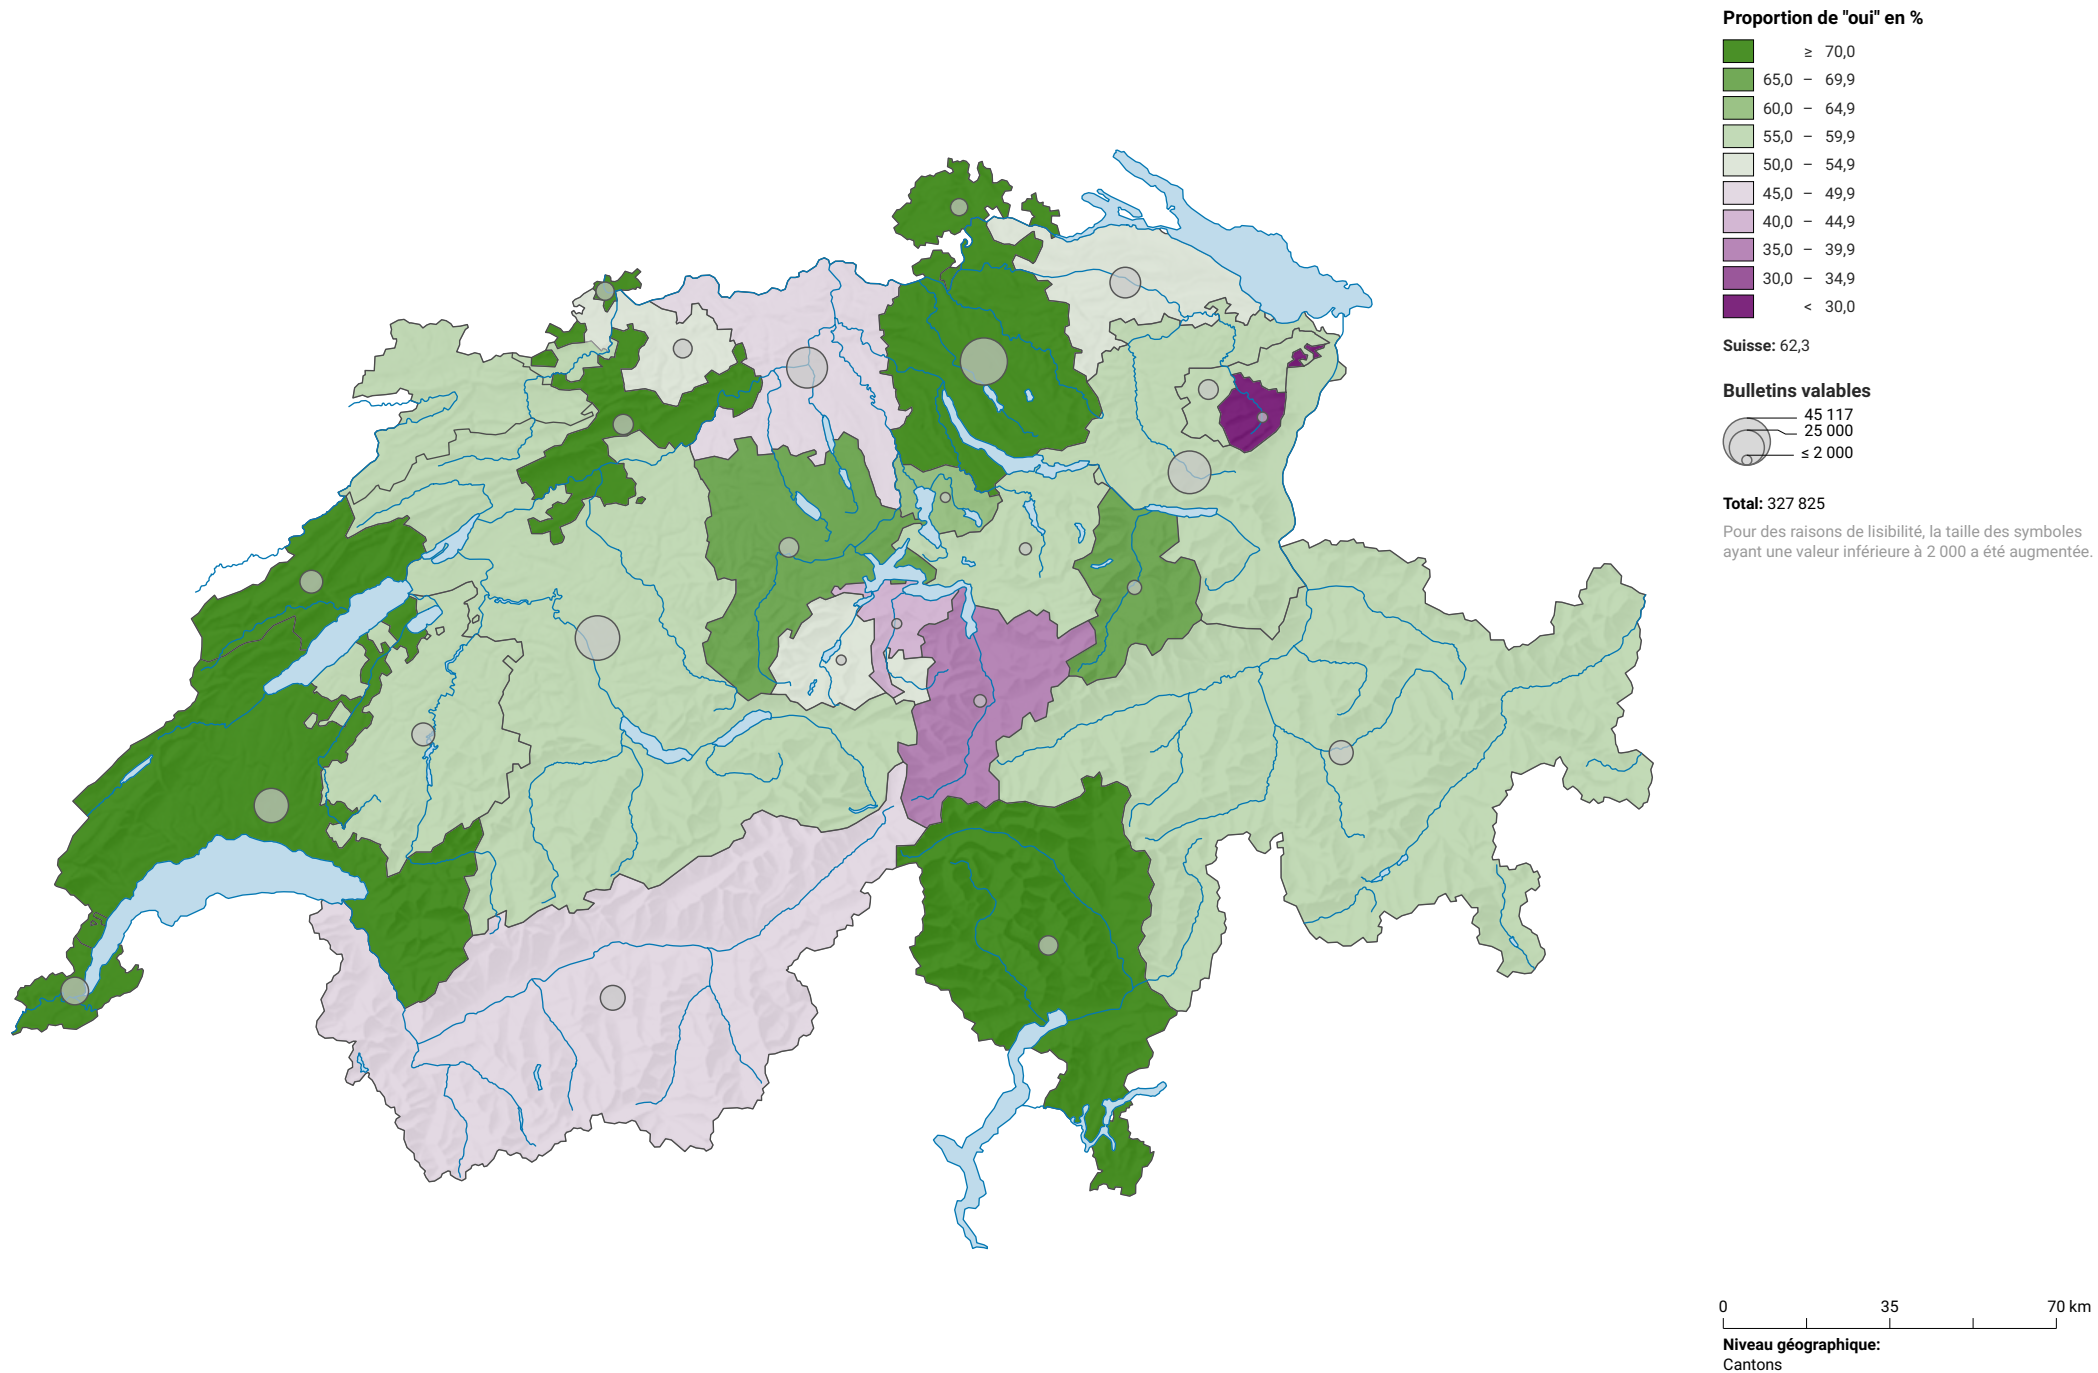 Proportion de "oui" en %
≥ 70,0
65,0 – 69,9
60,0 – 64,9
55,0 – 59,9
50,0 – 54,9
45,0 – 49,9
40,0 – 44,9
35,0 – 39,9
30,0 – 34,9
< 30,0
Suisse: 62,3
Bulletins valables
45 117
25 000
≤ 2 000
Total: 327 825
Pour des raisons de lisibilité, la taille des symboles
ayant une valeur inférieure à 2 000 a été augmentée.
0 35 70 km
Niveau géographique:
Cantons